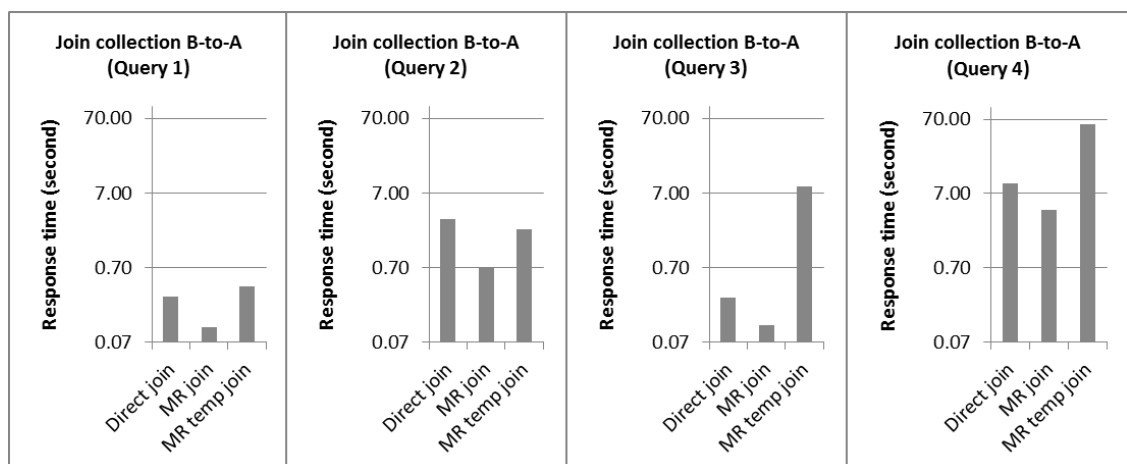 Join collection B-to-A
(Query 1)
Response time (second)
70.00
7.00
0.70
0.07
Direct join
MR join
MR temp join
Join collection B-to-A
(Query 2)
Response time (second)
70.00
7.00
0.70
0.07
Direct join
MR join
MR temp join
Join collection B-to-A
(Query 3)
Response time (second)
70.00
7.00
0.70
0.07
Direct join
MR join
MR temp join
Join collection B-to-A
(Query 4)
Response time (second)
70.00
7.00
0.70
0.07
Direct join
MR join
MR temp join